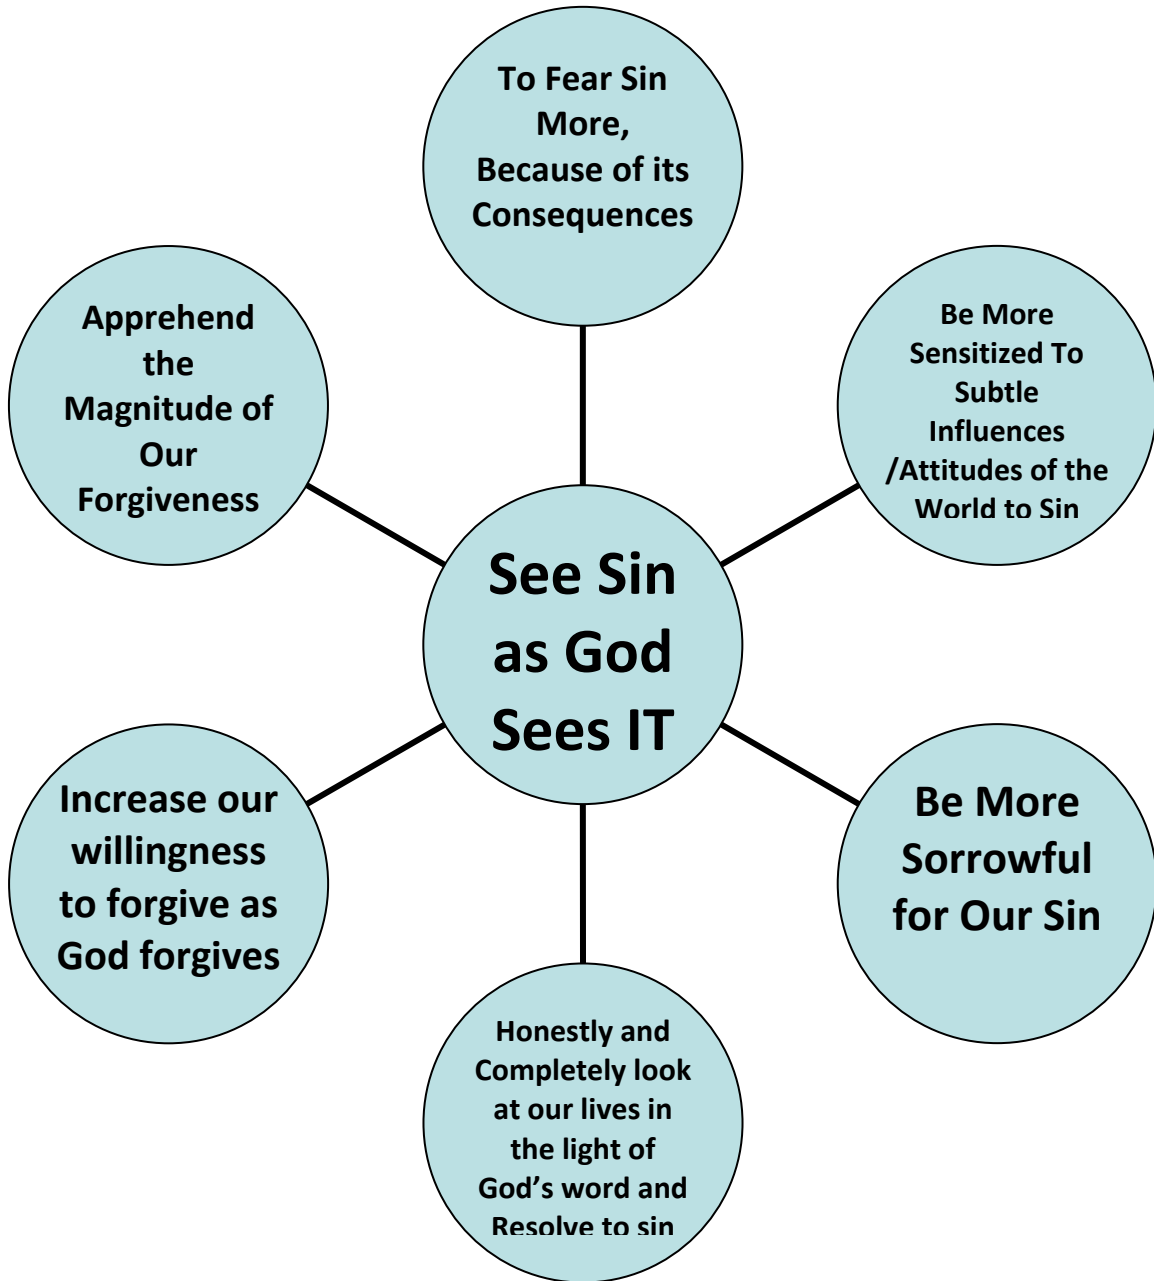 To Fear Sin
More,
Because of its
Consequences
Apprehend
the
Magnitude of
Our
Forgiveness
Be More
Sensitized To
Subtle
Influences
/Attitudes of the
World to Sin
See Sin
as God
Sees IT
Increase our
willingness
to forgive as
God forgives
Be More
Sorrowful
for Our Sin
Honestly and
Completely look
at our lives in
the light of
God’s word and
Resolve to sin